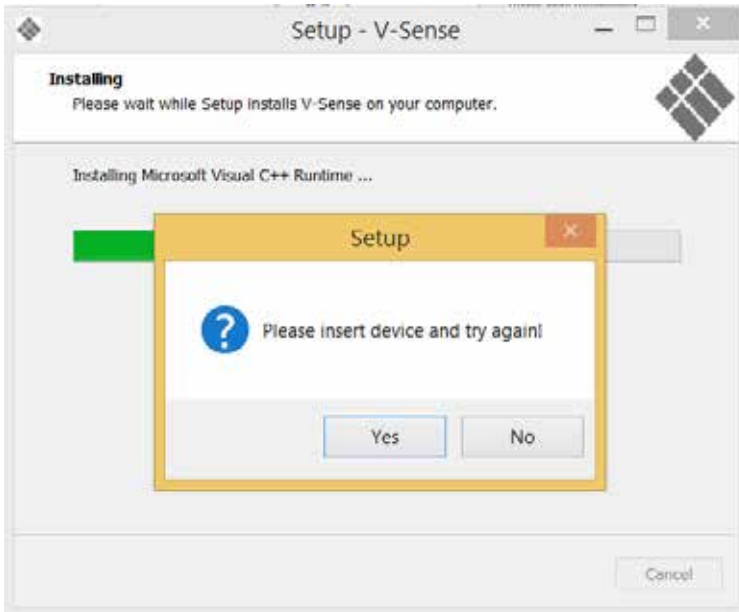 Setup - V-Sense
Installing
Please wait while Setup installs V-Sense on your computer.
Installing Microsoft Visual C++ Runtime ...
Setup
Please insert device and try again!
Yes
No
Cancel